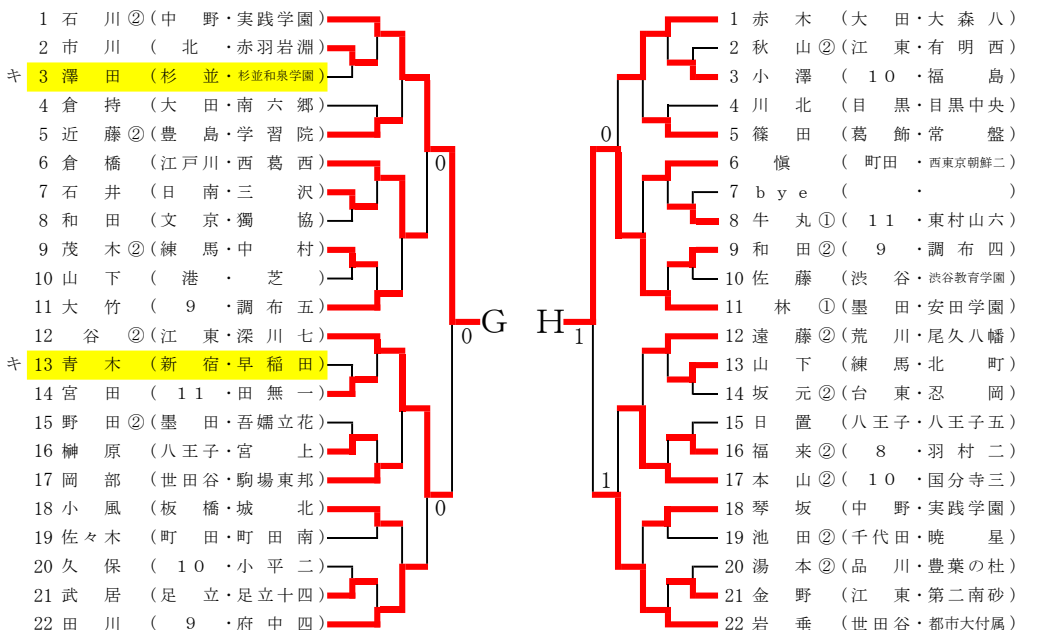 1 石 川②(中 野・実践学園)
2 市 川 ( 北 ・赤羽岩淵)
キ 3 澤 田 (杉 並・杉並和泉学園)
4 倉 持 (大 田・南 六 郷)
5 近 藤②(豊 島・学 習 院)
6 倉 橋 (江戸川・西 葛 西)
7 石 井 (日 南・三 沢)
8 和 田 (文 京・獨 協)
9 茂 木②(練 馬・中 村)
10 山 下 ( 港 ・ 芝 )
11 大 竹 ( 9 ・調 布 五)
12 谷 ②(江 東・深 川 七)
キ 13 青 木 (新 宿・早 稲 田)
14 宮 田 ( 11 ・田 無 一)
15 野 田②(墨 田・吾嬬立花)
16 榊 原 (八王子・宮 上)
17 岡 部 (世田谷・駒場東邦)
18 小 風 (板 橋・城 北)
19 佐々木 (町 田・町 田 南)
20 久 保 ( 10 ・小 平 二)
21 武 居 (足 立・足立十四)
22 田 川 ( 9 ・府 中 四)
0
0
0
G
H
1
0
1
1 赤 木 (大 田・大 森 八)
2 秋 山②(江 東・有 明 西)
3 小 澤 ( 10 ・福 島)
4 川 北 (目 黒・目黒中央)
5 篠 田 (葛 飾・常 盤)
6 愼 ( 町田 ・西東京朝鮮二)
7 bye ( ・ )
8 牛 丸①( 11 ・東村山六)
9 和 田②( 9 ・調 布 四)
10 佐 藤 (渋 谷・渋谷教育学園)
11 林 ①(墨 田・安田学園)
12 遠 藤②(荒 川・尾久八幡)
13 山 下 (練 馬・北 町)
14 坂 元②(台 東・忍 岡)
15 日 置 (八王子・八王子五)
16 福 来②( 8 ・羽 村 二)
17 本 山②( 10 ・国分寺三)
18 琴 坂 (中 野・実践学園)
19 池 田②(千代田・暁 星)
20 湯 本②(品 川・豊葉の杜)
21 金 野 (江 東・第二南砂)
22 岩 垂 (世田谷・都市大付属)